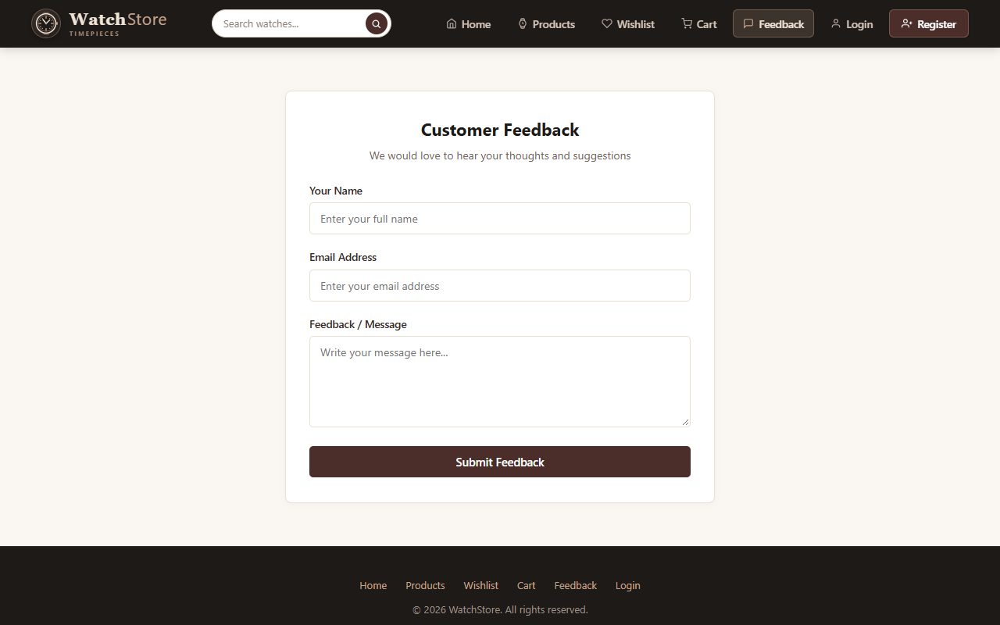 WatchStore
TIMEPIECES
Search watches...
Home
Products
Wishlist
Cart
Feedback
Login
Register
Customer Feedback
We would love to hear your thoughts and suggestions
Your Name
Enter your full name
Email Address
Enter your email address
Feedback / Message
Write your message here...
Submit Feedback
Home Products Wishlist Cart Feedback Login
© 2026 WatchStore. All rights reserved.